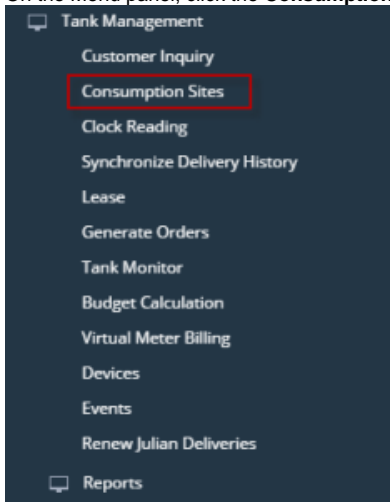 On the Menu panel, click the Consumption
Tank Management
Customer Inquiry
Consumption Sites
Clock Reading
Synchronize Delivery History
Lease
Generate Orders
Tank Monitor
Budget Calculation
Virtual Meter Billing
Devices
Events
Renew Julian Deliveries
Reports